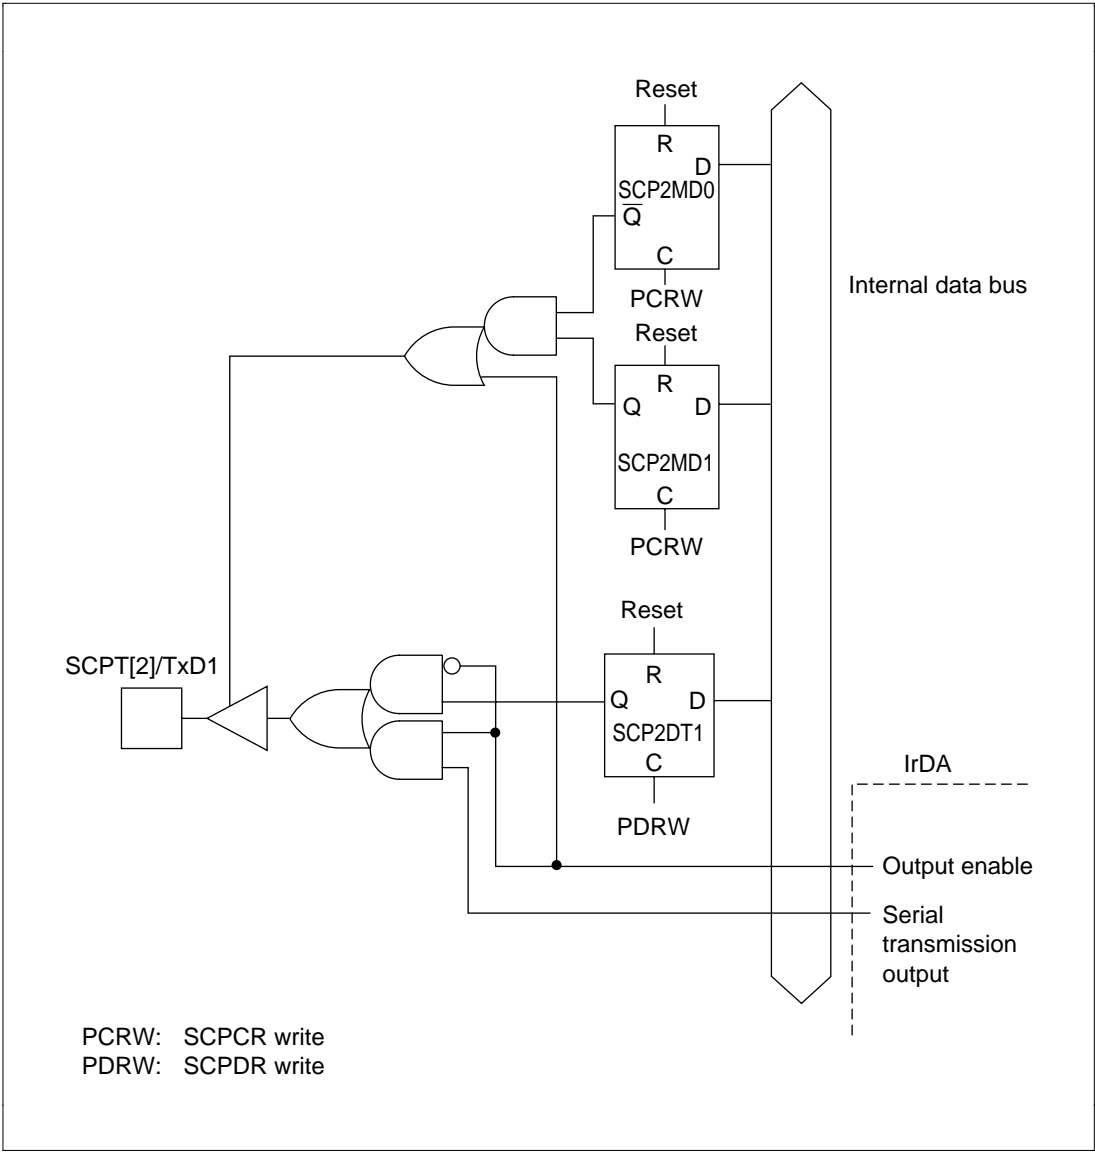 Reset
R
D
SCP2MD0
Q̅
C
PCRW
Internal data bus
Reset
R
Q D
SCP2MD1
C
PCRW
Reset
SCPT[2]/TxD1
R
Q D
SCP2DT1
C
PDRW
IrDA
Output enable
Serial
transmission
output
PCRW: SCPCR write
PDRW: SCPDR write